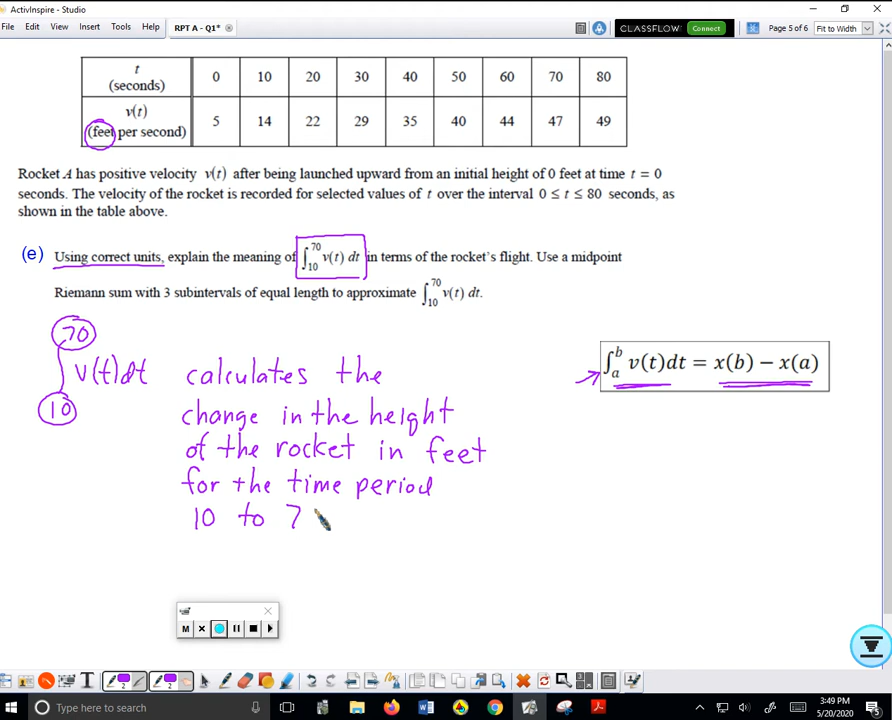 ActivInspire - Studio
File Edit View Insert Tools Help RPT A - Q1* CLASSFLOW Connect Page 5 of 6 Fit to Width
t (seconds) 0 10 20 30 40 50 60 70 80
v(t) (feet per second) 5 14 22 29 35 40 44 47 49
Rocket A has positive velocity v(t) after being launched upward from an initial height of 0 feet at time t = 0
seconds. The velocity of the rocket is recorded for selected values of t over the interval 0 ≤ t ≤ 80 seconds, as
shown in the table above.
(e) Using correct units, explain the meaning of ∫₁₀⁷⁰ v(t) dt in terms of the rocket's flight. Use a midpoint
Riemann sum with 3 subintervals of equal length to approximate ∫₁₀⁷⁰ v(t) dt.
∫ₐᵇ v(t)dt = x(b) − x(a)
∫₁₀⁷⁰ v(t)dt calculates the
change in the height
of the rocket in feet
for the time period
10 to 7
M
T 2 2
Type here to search
3:49 PM
5/20/2020
5